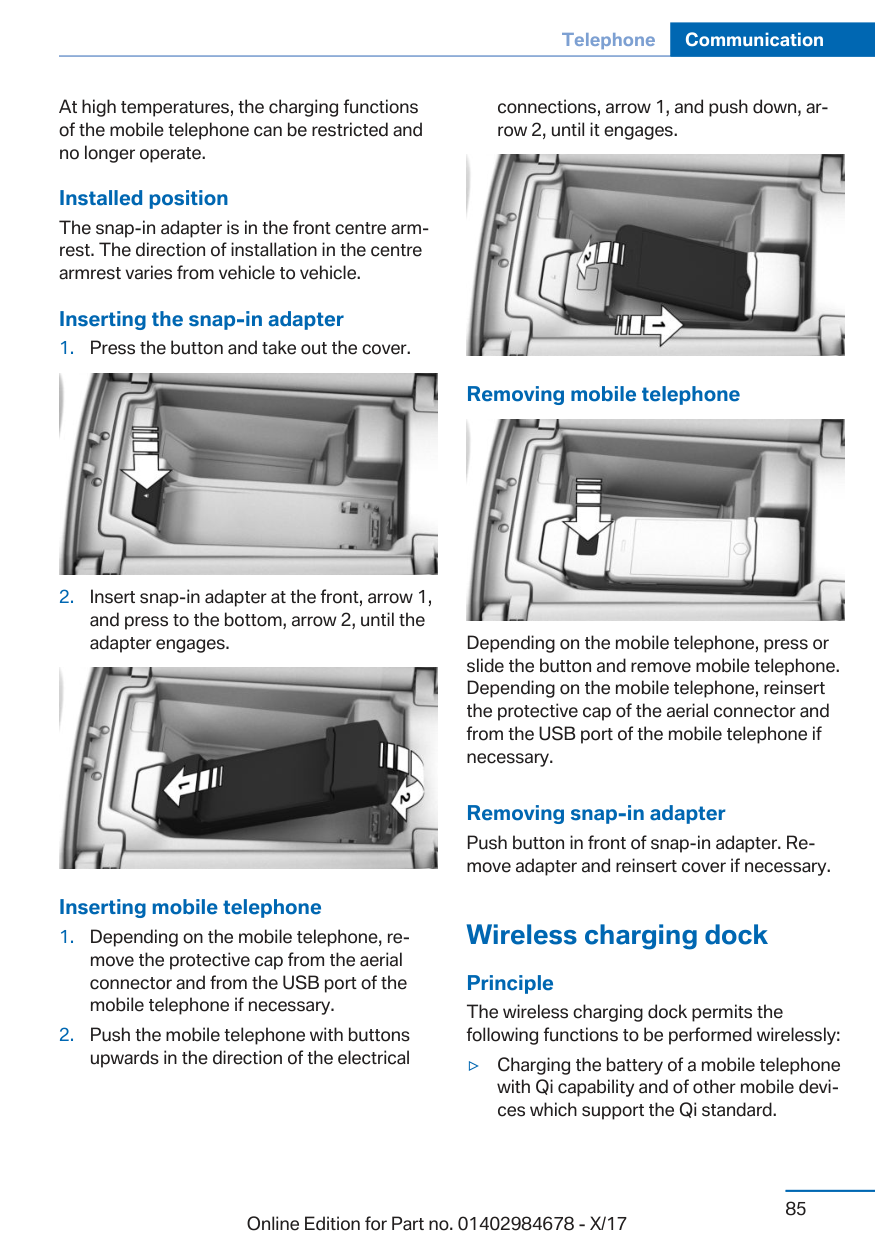 Telephone Communication
At high temperatures, the charging functions
of the mobile telephone can be restricted and
no longer operate.
Installed position
The snap-in adapter is in the front centre arm-
rest. The direction of installation in the centre
armrest varies from vehicle to vehicle.
Inserting the snap-in adapter
1. Press the button and take out the cover.
2. Insert snap-in adapter at the front, arrow 1,
and press to the bottom, arrow 2, until the
adapter engages.
1
2
Inserting mobile telephone
1. Depending on the mobile telephone, re-
move the protective cap from the aerial
connector and from the USB port of the
mobile telephone if necessary.
2. Push the mobile telephone with buttons
upwards in the direction of the electrical
connections, arrow 1, and push down, ar-
row 2, until it engages.
2
1
Removing mobile telephone
Depending on the mobile telephone, press or
slide the button and remove mobile telephone.
Depending on the mobile telephone, reinsert
the protective cap of the aerial connector and
from the USB port of the mobile telephone if
necessary.
Removing snap-in adapter
Push button in front of snap-in adapter. Re-
move adapter and reinsert cover if necessary.
Wireless charging dock
Principle
The wireless charging dock permits the
following functions to be performed wirelessly:
▷ Charging the battery of a mobile telephone
with Qi capability and of other mobile devi-
ces which support the Qi standard.
85
Online Edition for Part no. 01402984678 - X/17